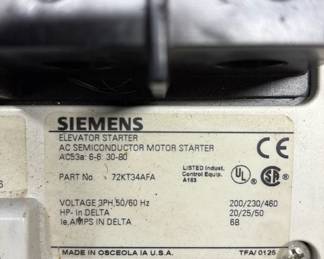 SIEMENS
ELEVATOR STARTER
AC SEMICONDUCTOR MOTOR STARTER
AC53a: 6-6: 30-80
PART No. 72KT34AFA
LISTED Indust. Control Equip. A163
UL SA
VOLTAGE 3PH,50/60 Hz 200/230/460
HP- In DELTA 20/25/50
Ie,AMPS IN DELTA 68
MADE IN OSCEOLA IA U.S.A. TFA/0125